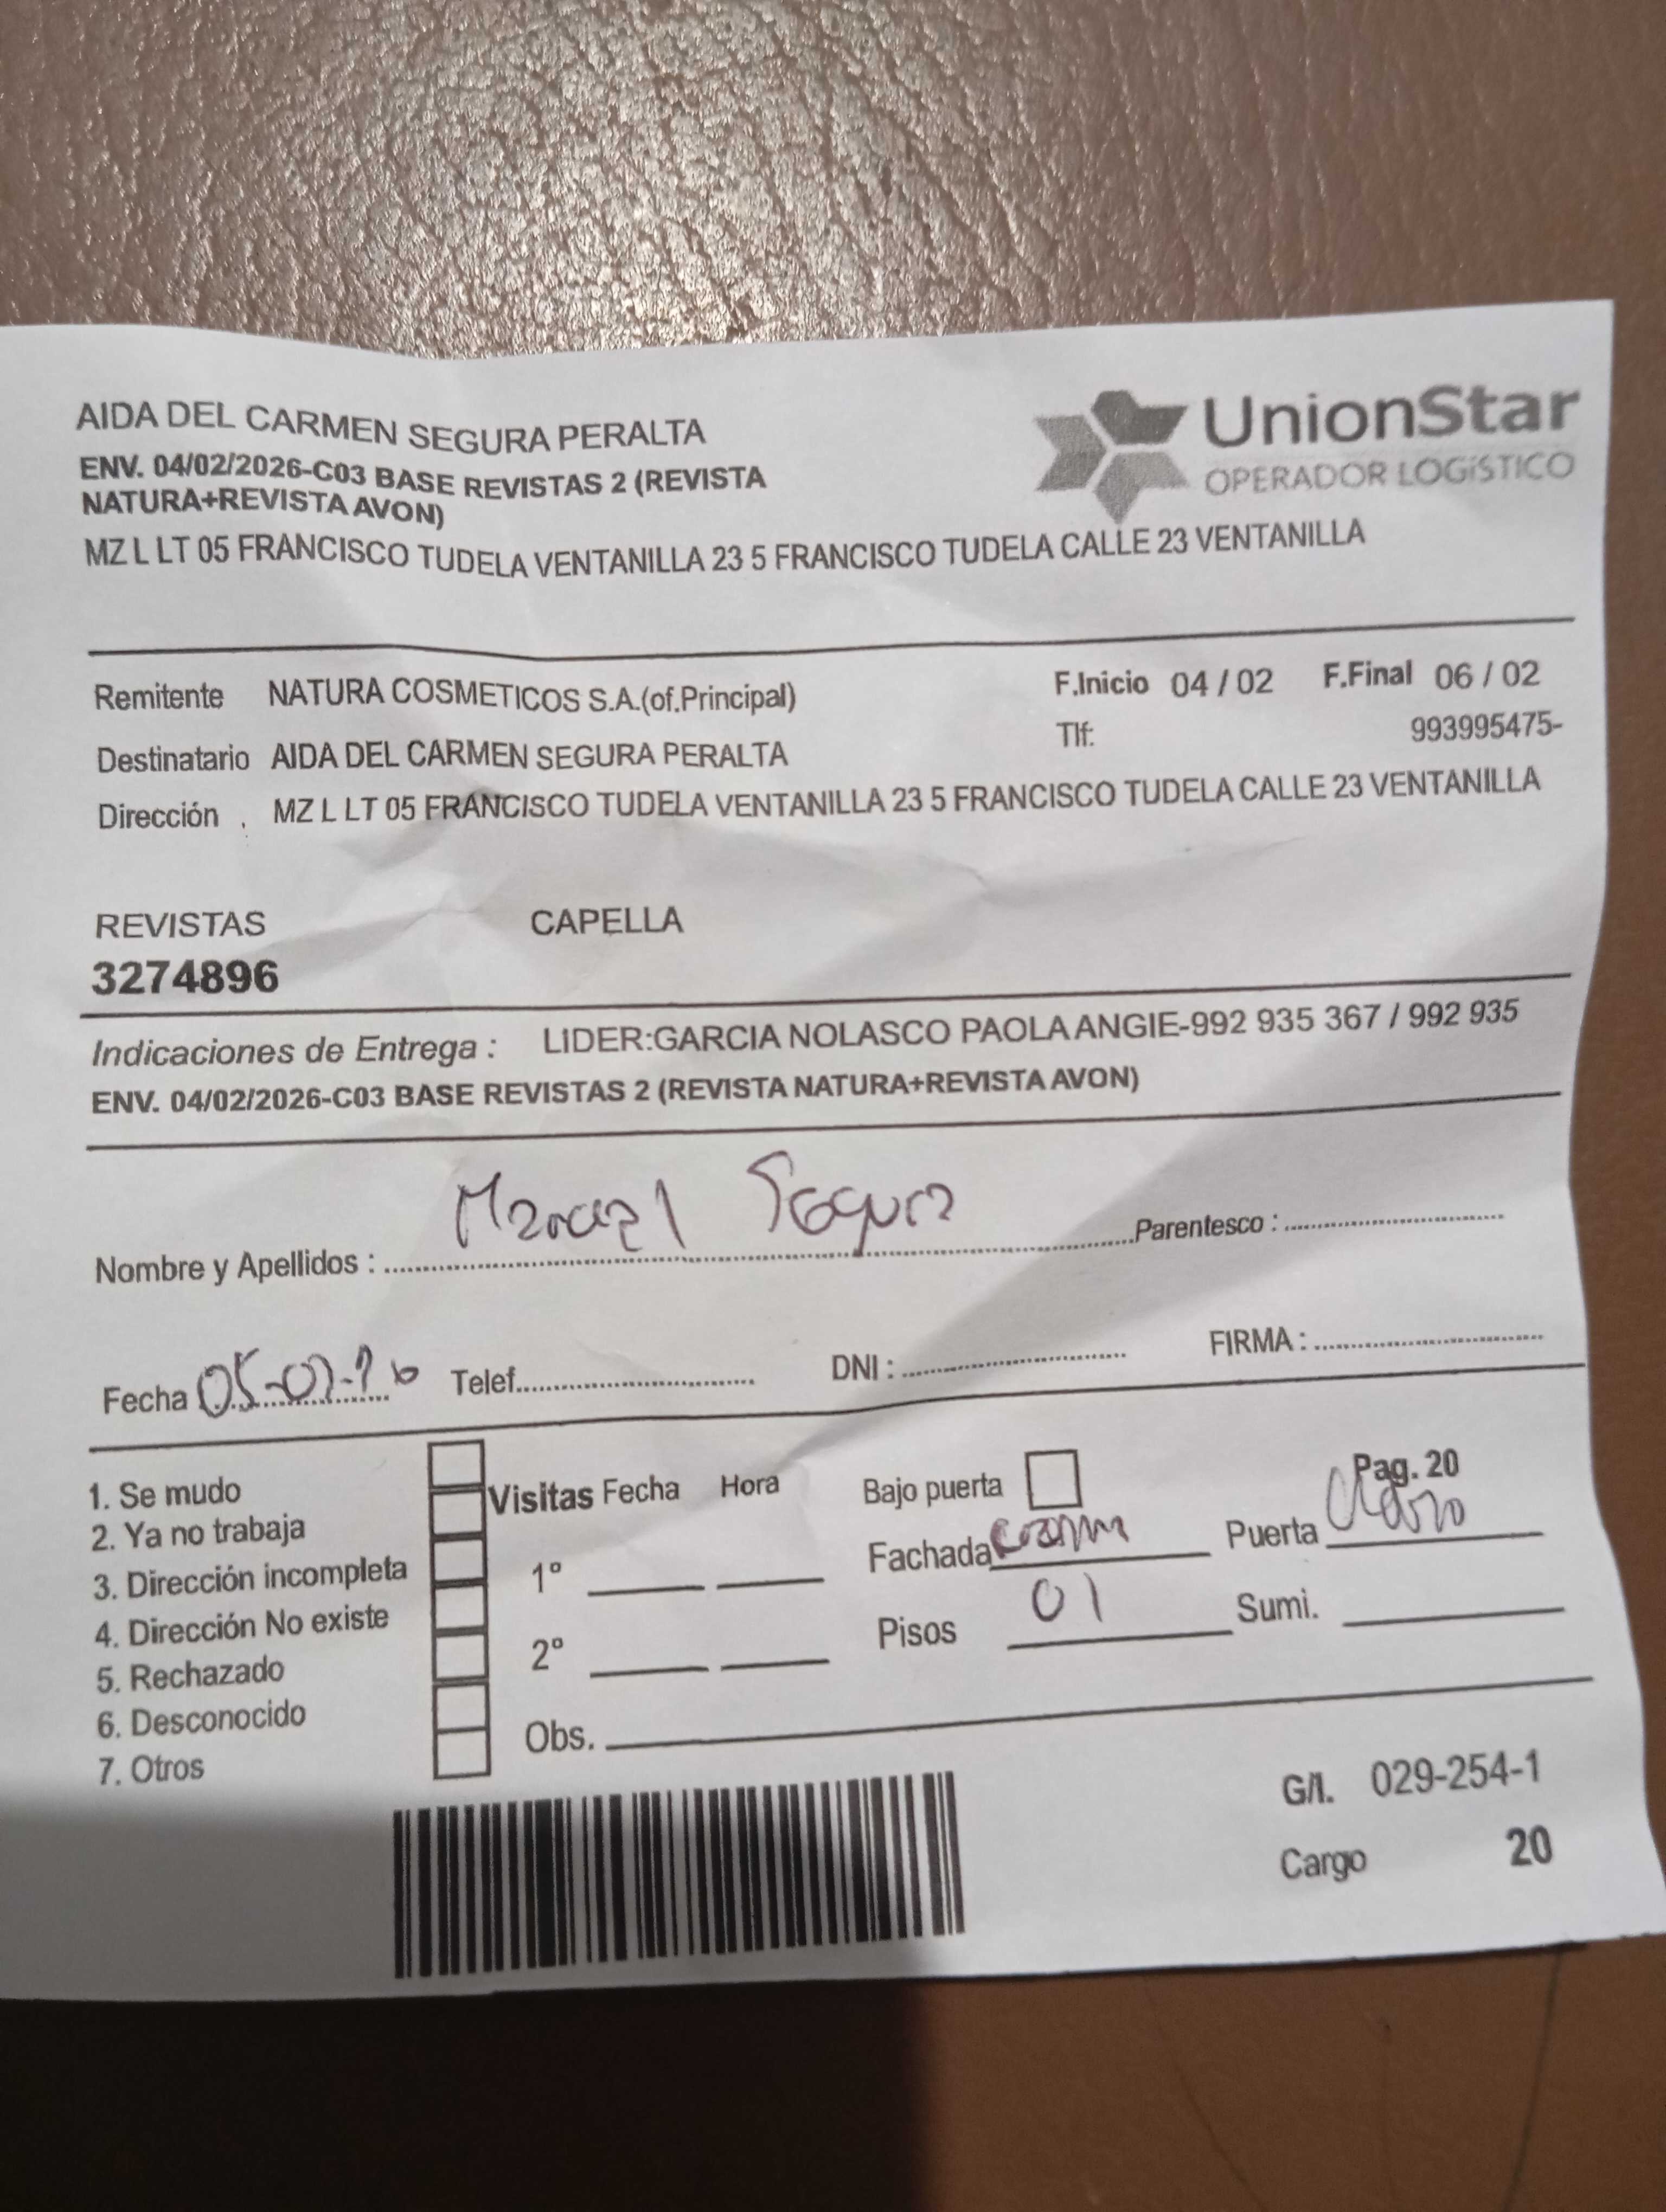 AIDA DEL CARMEN SEGURA PERALTA
UnionStar
OPERADOR LOGíSTICO
ENV. 04/02/2026-C03 BASE REVISTAS 2 (REVISTA
NATURA+REVISTA AVON)
MZ L LT 05 FRANCISCO TUDELA VENTANILLA 23 5 FRANCISCO TUDELA CALLE 23 VENTANILLA
Remitente NATURA COSMETICOS S.A.(of.Principal) F.Inicio 04 / 02 F.Final 06 / 02
Tlf: 993995475-
Destinatario AIDA DEL CARMEN SEGURA PERALTA
Dirección . MZ L LT 05 FRANCISCO TUDELA VENTANILLA 23 5 FRANCISCO TUDELA CALLE 23 VENTANILLA
REVISTAS CAPELLA
3274896
Indicaciones de Entrega : LIDER:GARCIA NOLASCO PAOLA ANGIE-992 935 367 / 992 935
ENV. 04/02/2026-C03 BASE REVISTAS 2 (REVISTA NATURA+REVISTA AVON)
Nombre y Apellidos : Segura Parentesco :
Fecha Telef. DNI : FIRMA :
1. Se mudo
2. Ya no trabaja
3. Dirección incompleta
4. Dirección No existe
5. Rechazado
6. Desconocido
7. Otros
Visitas Fecha Hora
1°
2°
Obs.
Bajo puerta
Pag. 20
Fachada Puerta
Pisos 01 Sumi.
G/I. 029-254-1
Cargo 20